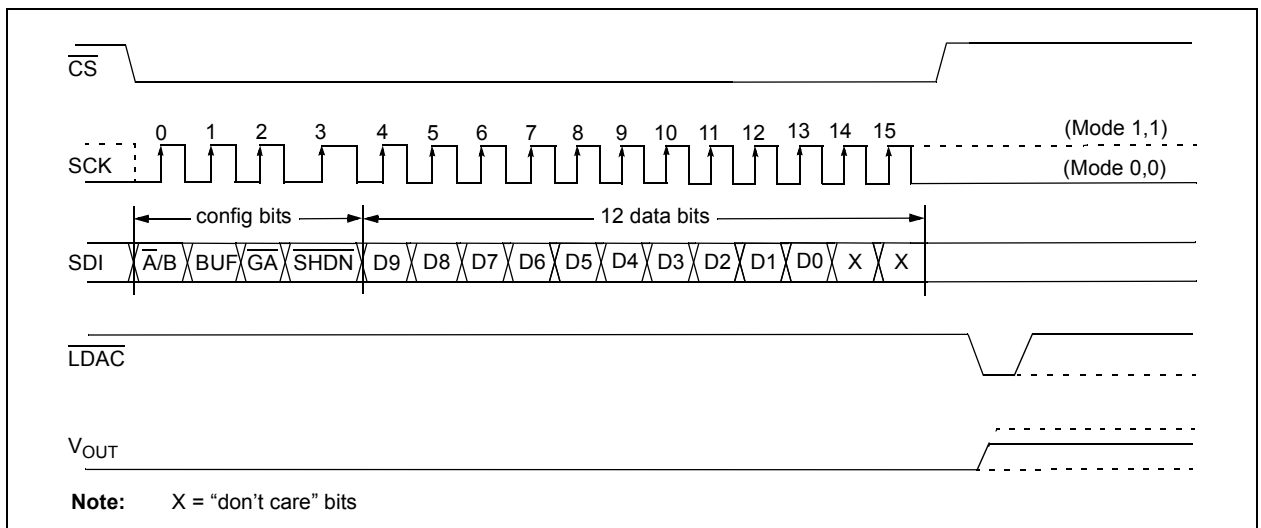 CS
0 1 2 3 4 5 6 7 8 9 10 11 12 13 14 15 (Mode 1,1)
SCK (Mode 0,0)
config bits 12 data bits
SDI A/B BUF GA SHDN D9 D8 D7 D6 D5 D4 D3 D2 D1 D0 X X
LDAC
VOUT
Note: X = “don’t care” bits